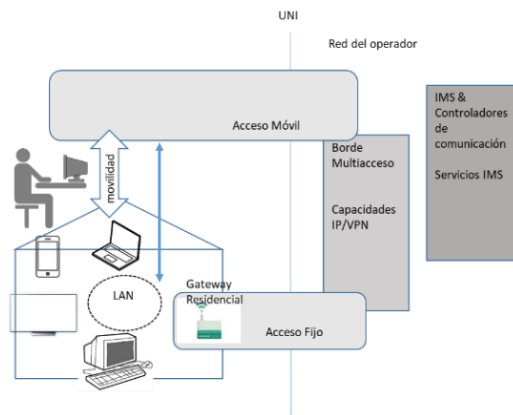 UNI
Red del operador
Acceso Móvil
IMS &
Controladores
de
comunicación
Servicios IMS
Borde
Multiacceso
Capacidades
IP/VPN
movilidad
LAN
Gateway
Residencial
Acceso Fijo